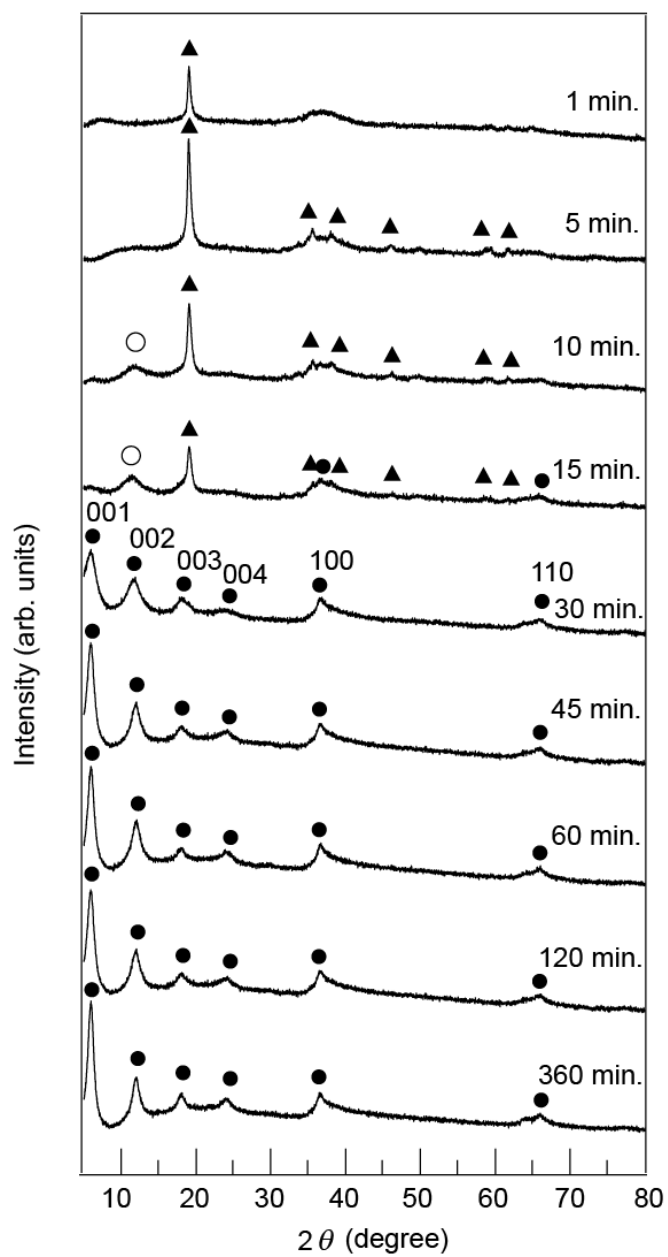 1 min.
5 min.
10 min.
15 min.
001
002
003
004
100
110
30 min.
45 min.
60 min.
120 min.
360 min.
Intensity (arb. units)
10 20 30 40 50 60 70 80
2 θ (degree)